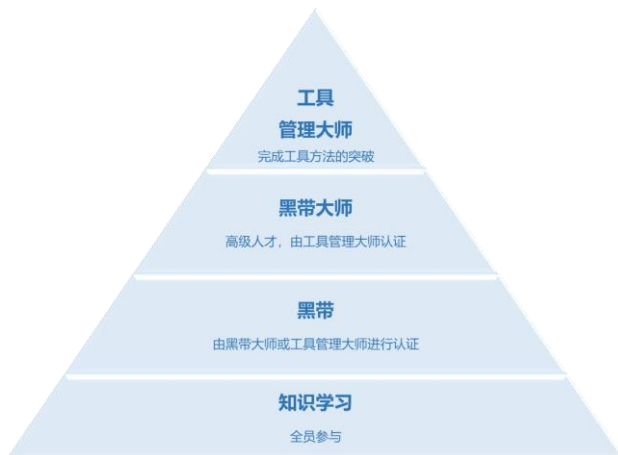 工具
管理大师
完成工具方法的突破
黑带大师
高级人才，由工具管理大师认证
黑带
由黑带大师或工具管理大师进行认证
知识学习
全员参与